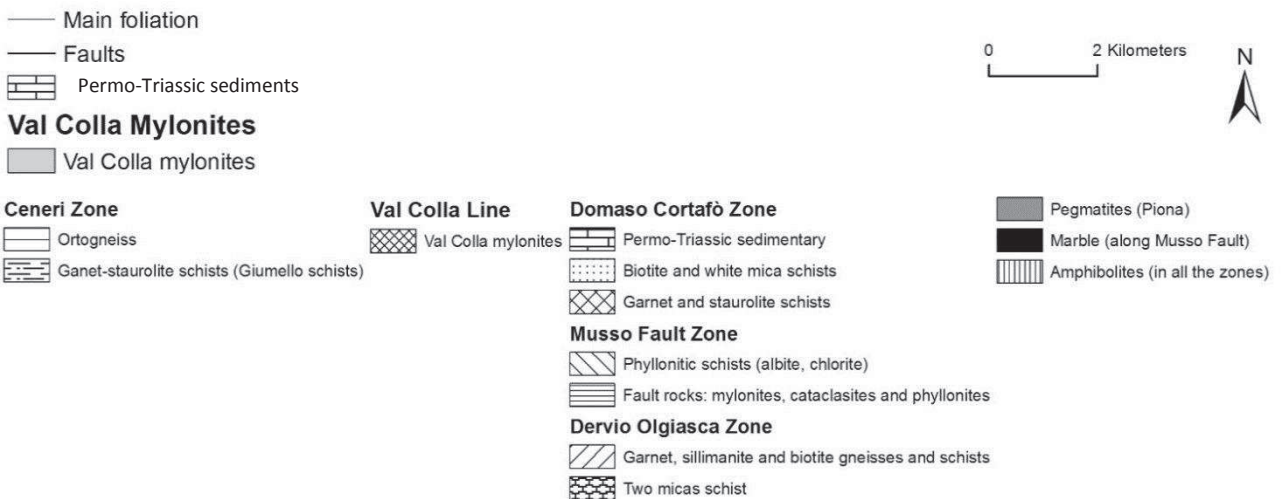 Main foliation
Faults
Permo-Triassic sediments
Val Colla Mylonites
Val Colla mylonites
0 2 Kilometers
N
Ceneri Zone
Ortogneiss
Ganet-staurolite schists (Giumello schists)
Val Colla Line
Val Colla mylonites
Domaso Cortafò Zone
Permo-Triassic sedimentary
Biotite and white mica schists
Garnet and staurolite schists
Musso Fault Zone
Phyllonitic schists (albite, chlorite)
Fault rocks: mylonites, cataclasites and phyllonites
Dervio Olgiasca Zone
Garnet, sillimanite and biotite gneisses and schists
Two micas schist
Pegmatites (Piona)
Marble (along Musso Fault)
Amphibolites (in all the zones)